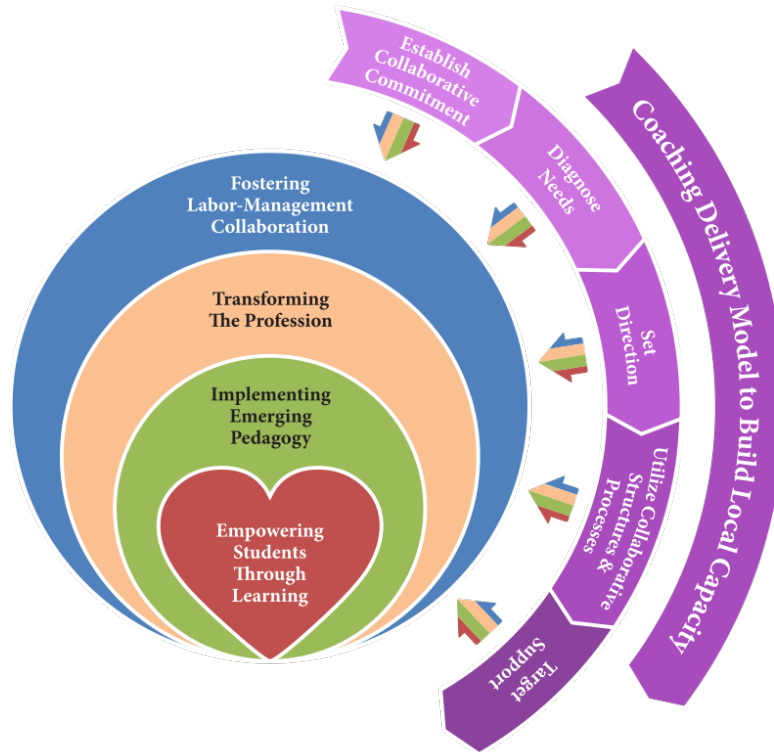 Establish
Collaborative
Commitment
Diagnose
Needs
Set
Direction
Utilize Collaborative
Structures &
Processes
Target
Support
Coaching Delivery Model to Build Local Capacity
Fostering
Labor-Management
Collaboration
Transforming
The Profession
Implementing
Emerging
Pedagogy
Empowering
Students
Through
Learning